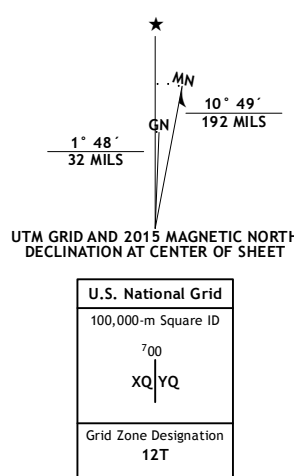 ★
MN
GN
10° 49´
192 MILS
1° 48´
32 MILS
UTM GRID AND 2015 MAGNETIC NORTH
DECLINATION AT CENTER OF SHEET
U.S. National Grid
100,000-m Square ID
⁷00
XQ YQ
Grid Zone Designation
12T